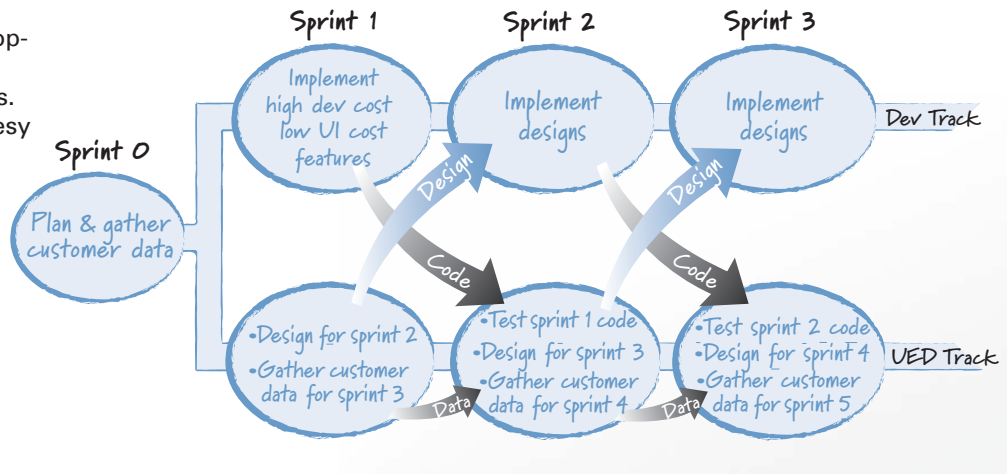 op-
s.
esy
Sprint 0
Plan & gather
customer data
Sprint 1
Implement
high dev cost
low UI cost
features
Sprint 2
Implement
designs
Sprint 3
Implement
designs
Dev Track
Design
Code
Design
Code
•Design for sprint 2
•Gather customer
data for sprint 3
Data
•Test sprint 1 code
•Design for sprint 3
•Gather customer
data for sprint 4
Data
•Test sprint 2 code
•Design for sprint 4
•Gather customer
data for sprint 5
UED Track